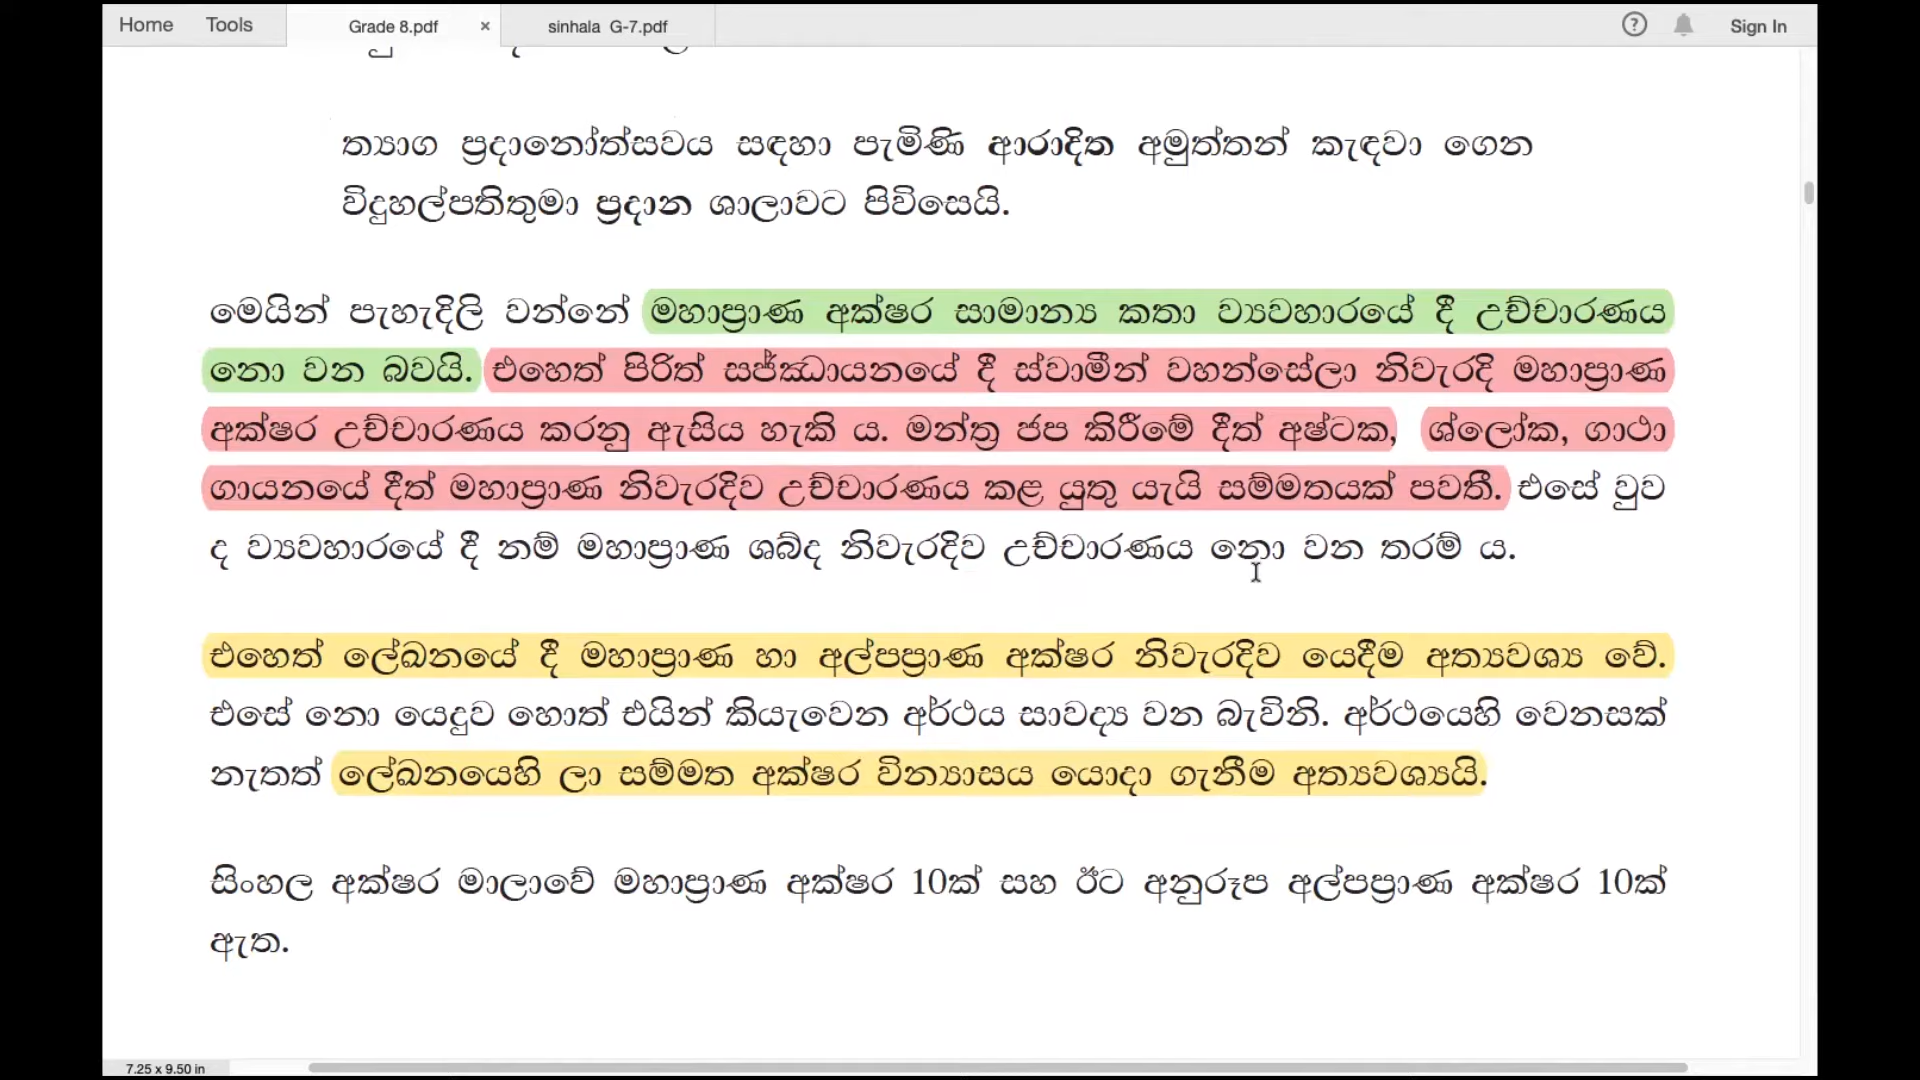 Home Tools Grade 8.pdf × sinhala G-7.pdf ? Sign In
ත්‍යාග ප්‍රදානෝත්සවය සඳහා පැමිණි ආරාදිත අමුත්තන් කැඳවා ගෙන
විදුහල්පතිතුමා ප්‍රදාන ශාලාවට පිවිසෙයි.
මෙයින් පැහැදිලි වන්නේ මහාප්‍රාණ අක්ෂර සාමාන්‍ය කතා ව්‍යවහාරයේ දී උච්චාරණය
නො වන බවයි. එහෙත් පිරිත් සජ්ඣායනයේ දී ස්වාමීන් වහන්සේලා නිවැරදි මහාප්‍රාණ
අක්ෂර උච්චාරණය කරනු ඇසිය හැකි ය. මන්ත්‍ර ජප කිරීමේ දීත් අෂ්ටක, ශ්ලෝක, ගාථා
ගායනයේ දීත් මහාප්‍රාණ නිවැරදිව උච්චාරණය කළ යුතු යැයි සම්මතයක් පවතී. එසේ වුව
ද ව්‍යවහාරයේ දී නම් මහාප්‍රාණ ශබ්ද නිවැරදිව උච්චාරණය නො වන තරම් ය.
එහෙත් ලේඛනයේ දී මහාප්‍රාණ හා අල්පප්‍රාණ අක්ෂර නිවැරදිව යෙදීම අත්‍යවශ්‍ය වේ.
එසේ නො යෙදුව හොත් එයින් කියැවෙන අර්ථය සාවද්‍ය වන බැවිනි. අර්ථයෙහි වෙනසක්
නැතත් ලේඛනයෙහි ලා සම්මත අක්ෂර වින්‍යාසය යොදා ගැනීම අත්‍යවශ්‍යයි.
සිංහල අක්ෂර මාලාවේ මහාප්‍රාණ අක්ෂර 10ක් සහ ඊට අනුරූප අල්පප්‍රාණ අක්ෂර 10ක්
ඇත.
7.25 x 9.50 in